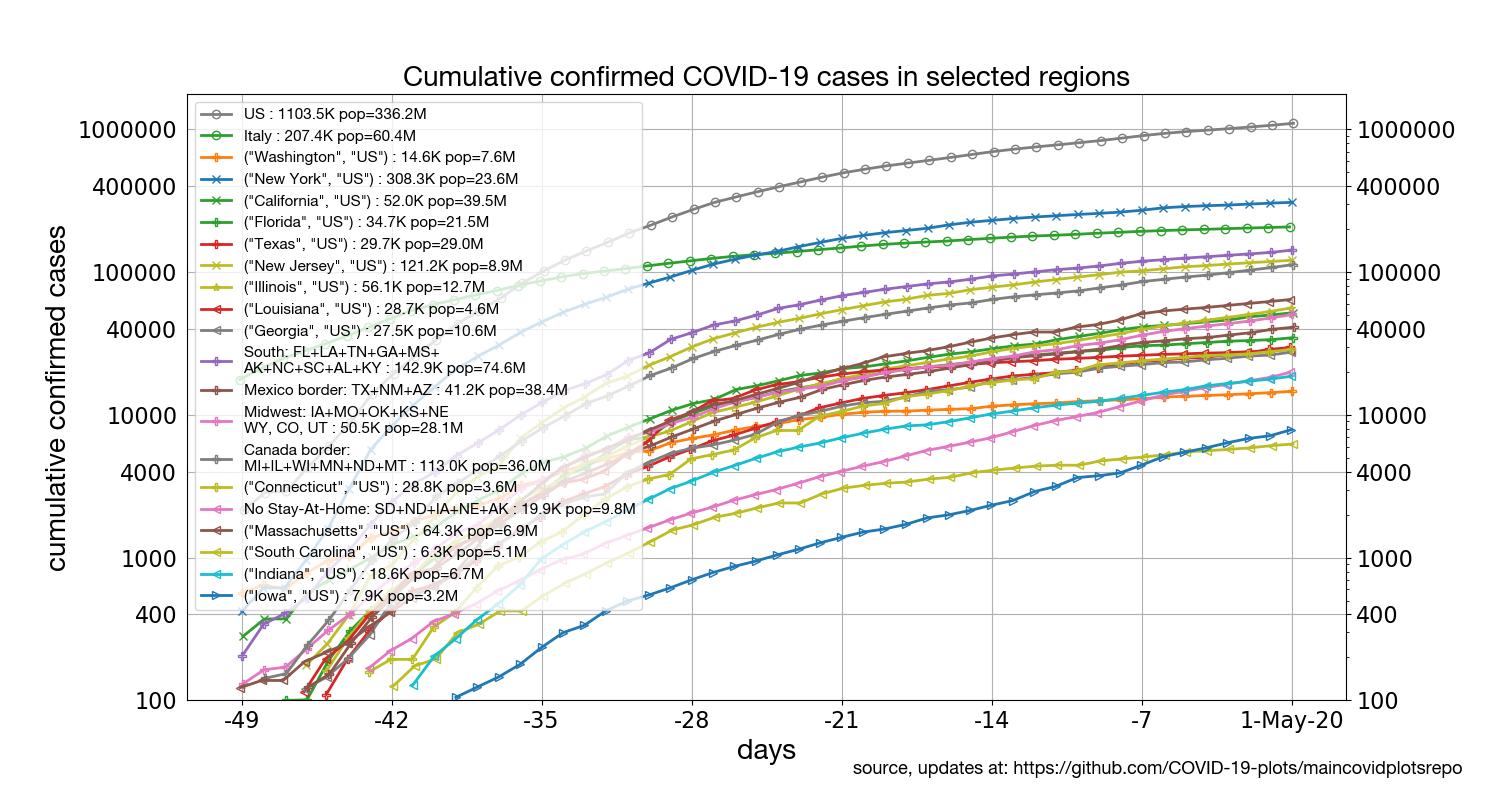 Cumulative confirmed COVID-19 cases in selected regions
cumulative confirmed cases
1000000
400000
100000
40000
10000
4000
1000
400
100
US : 1103.5K pop=336.2M
Italy : 207.4K pop=60.4M
("Washington", "US") : 14.6K pop=7.6M
("New York", "US") : 308.3K pop=23.6M
("California", "US") : 52.0K pop=39.5M
("Florida", "US") : 34.7K pop=21.5M
("Texas", "US") : 29.7K pop=29.0M
("New Jersey", "US") : 121.2K pop=8.9M
("Illinois", "US") : 56.1K pop=12.7M
("Louisiana", "US") : 28.7K pop=4.6M
("Georgia", "US") : 27.5K pop=10.6M
South: FL+LA+TN+GA+MS+
AK+NC+SC+AL+KY : 142.9K pop=74.6M
Mexico border: TX+NM+AZ : 41.2K pop=38.4M
Midwest: IA+MO+OK+KS+NE
WY, CO, UT : 50.5K pop=28.1M
Canada border:
MI+IL+WI+MN+ND+MT : 113.0K pop=36.0M
("Connecticut", "US") : 28.8K pop=3.6M
No Stay-At-Home: SD+ND+IA+NE+AK : 19.9K pop=9.8M
("Massachusetts", "US") : 64.3K pop=6.9M
("South Carolina", "US") : 6.3K pop=5.1M
("Indiana", "US") : 18.6K pop=6.7M
("Iowa", "US") : 7.9K pop=3.2M
1000000
400000
100000
40000
10000
4000
1000
400
100
-49 -42 -35 -28 -21 -14 -7 1-May-20
days
source, updates at: https://github.com/COVID-19-plots/maincovidplotsrepo